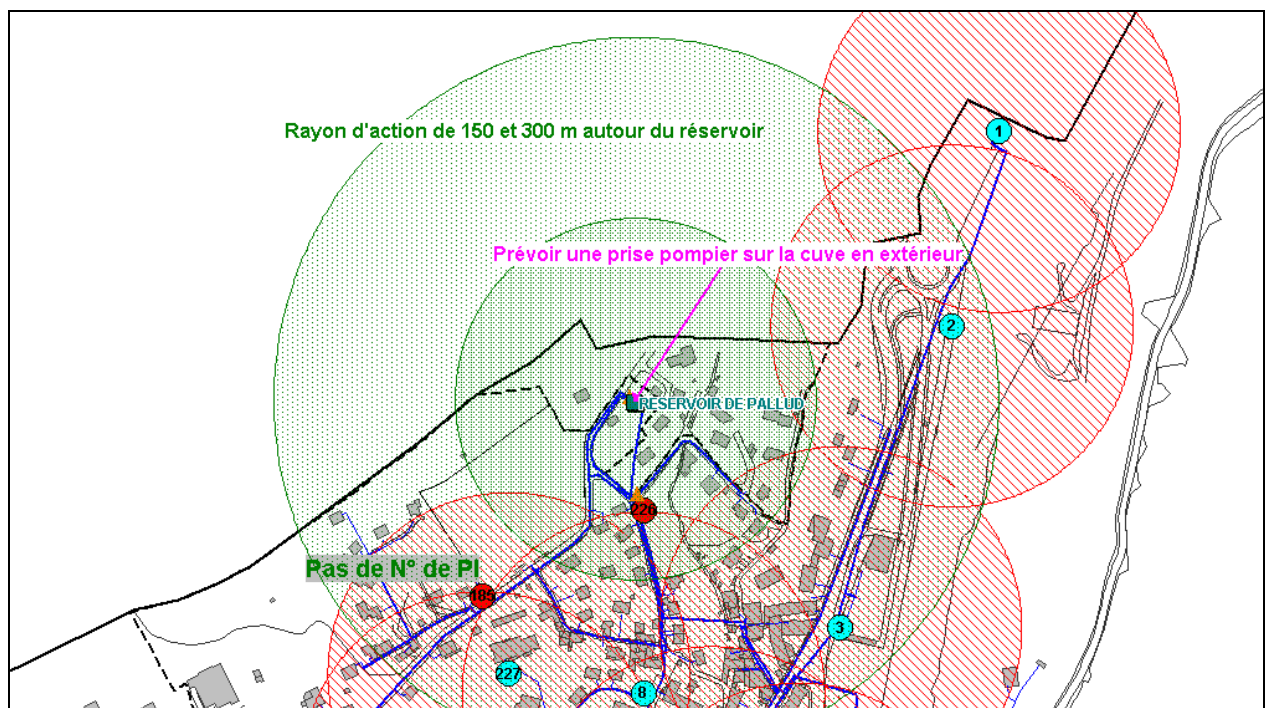 Rayon d'action de 150 et 300 m autour du réservoir
1
Prévoir une prise pompier sur la cuve en extérieur
2
RESERVOIR DE PALLUD
226
Pas de N° de PI
185
3
227
8